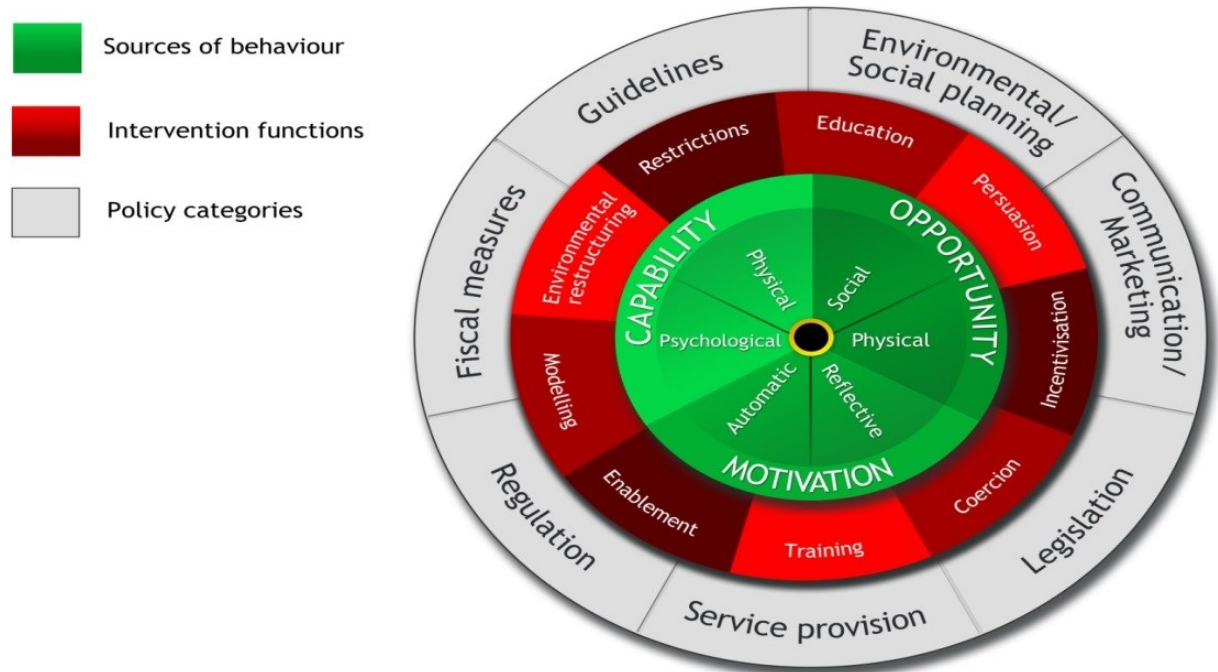 Sources of behaviour
Intervention functions
Policy categories
Guidelines
Environmental/
Social planning
Communication/
Marketing
Legislation
Service provision
Regulation
Fiscal measures
Restrictions
Education
Persuasion
Incentivisation
Coercion
Training
Enablement
Modelling
Environmental
restructuring
CAPABILITY
OPPORTUNITY
MOTIVATION
Physical
Social
Psychological
Physical
Automatic
Reflective